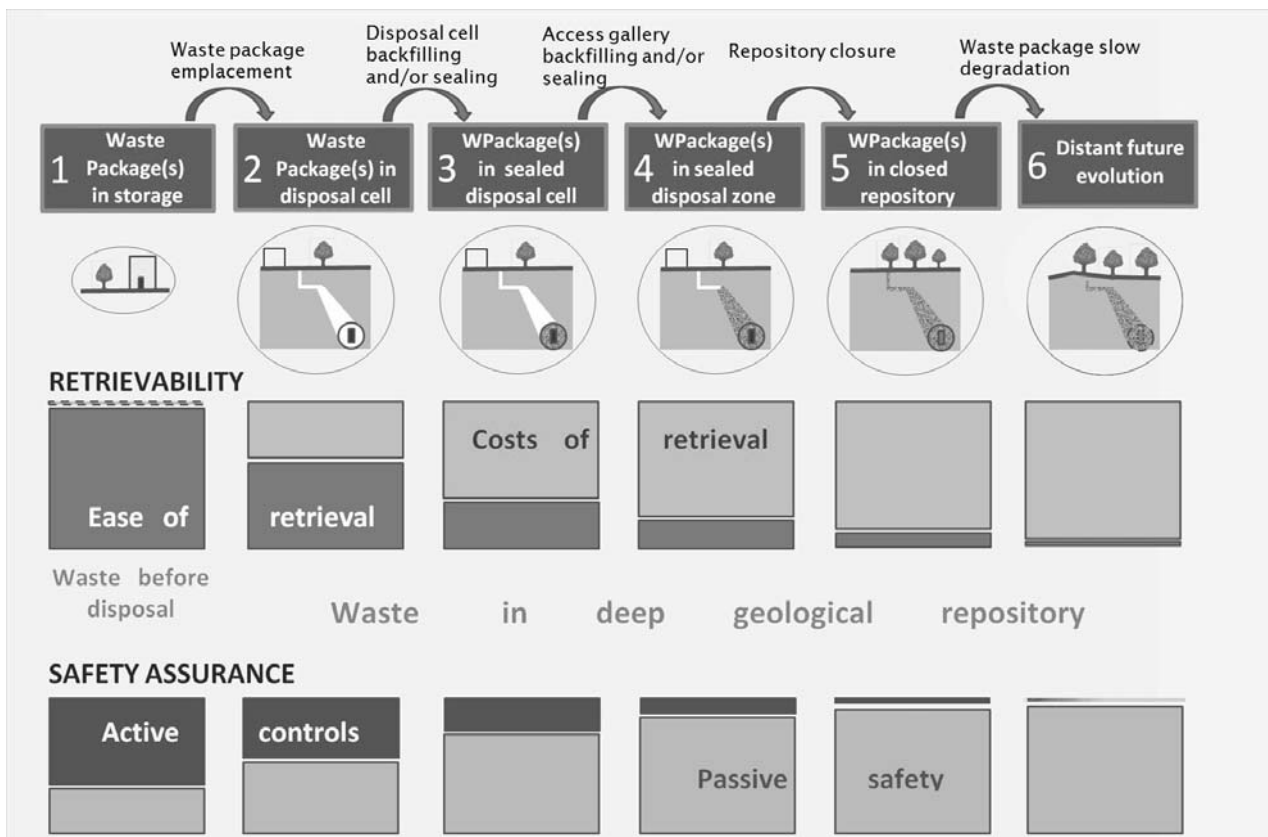 Waste package
emplacement
Disposal cell
backfilling
and/or sealing
Access gallery
backfilling and/or
sealing
Repository closure
Waste package slow
degradation
1 Waste
Package(s)
in storage
2 Waste
Package(s) in
disposal cell
3 WPackage(s)
in sealed
disposal cell
4 WPackage(s)
in sealed
disposal zone
5 WPackage(s)
in closed
repository
6 Distant future
evolution
RETRIEVABILITY
Costs of retrieval
Ease of retrieval
Waste before
disposal
Waste in deep geological repository
SAFETY ASSURANCE
Active controls
Passive safety